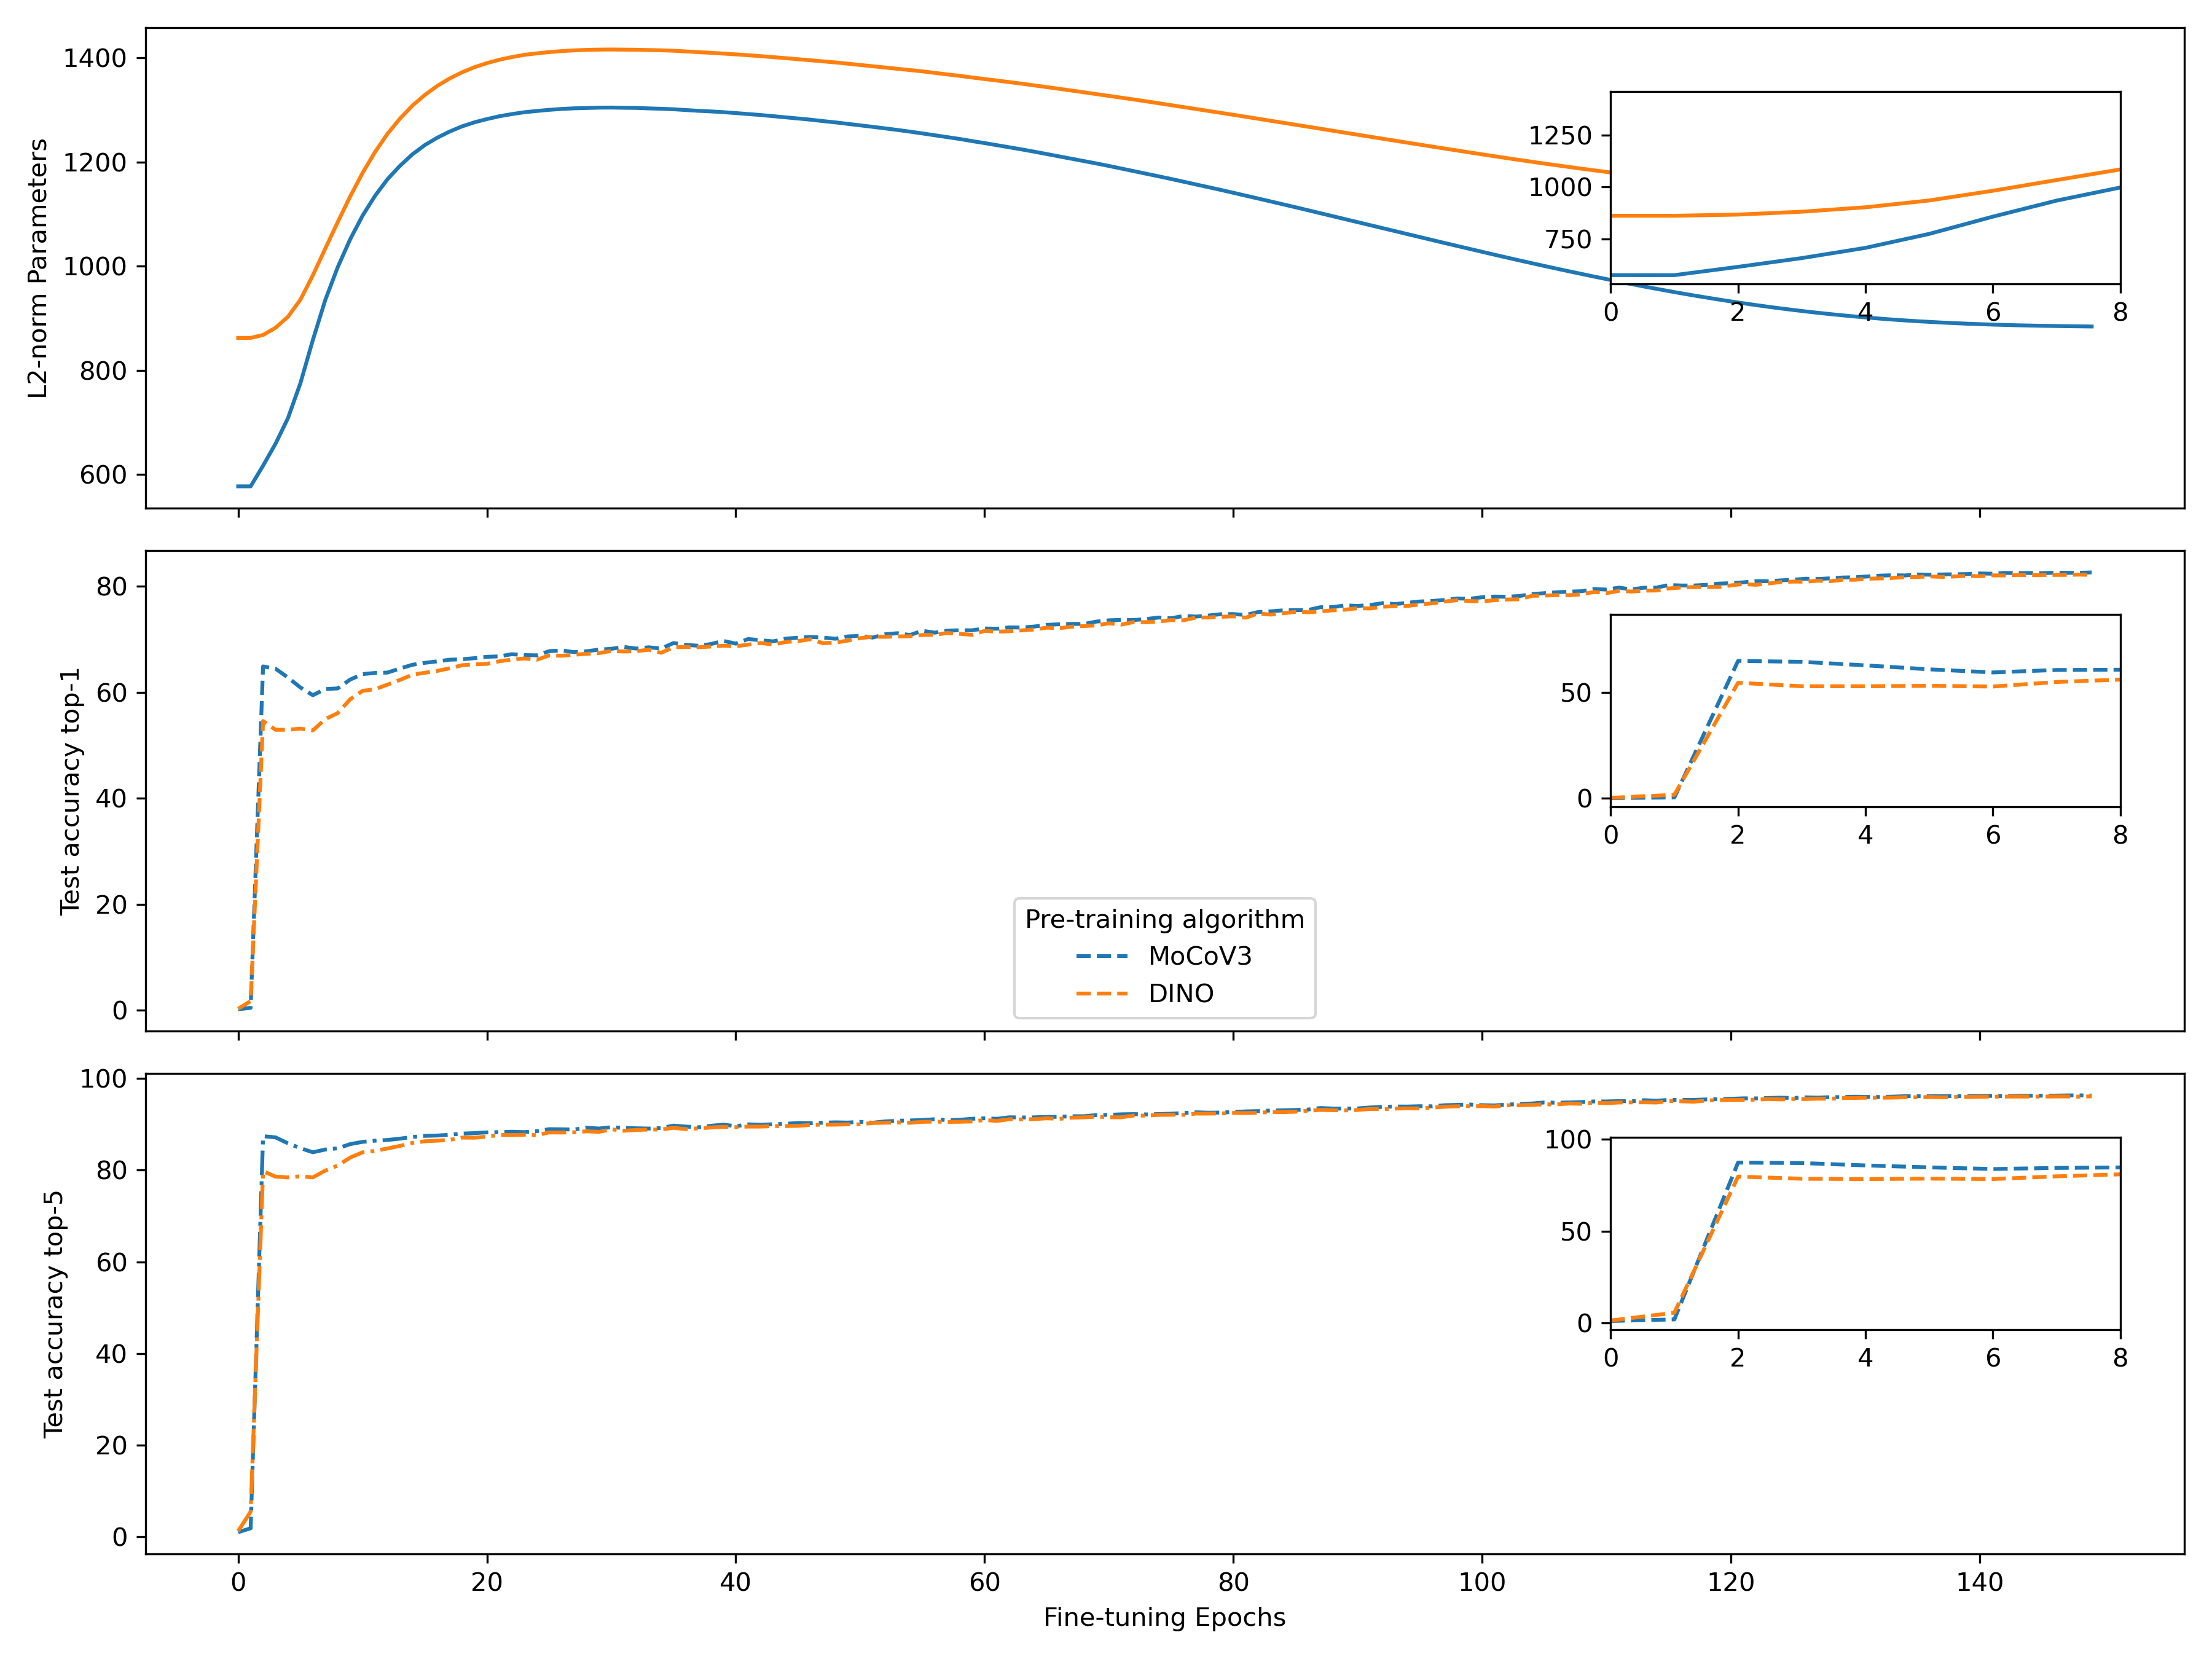 1400
1200
1000
800
600
L2-norm Parameters
1250
1000
750
0 2 4 6 8
80
60
40
20
0
Test accuracy top-1
50
0
0 2 4 6 8
Pre-training algorithm
MoCoV3
DINO
100
80
60
40
20
0
Test accuracy top-5
100
50
0
0 2 4 6 8
0 20 40 60 80 100 120 140
Fine-tuning Epochs